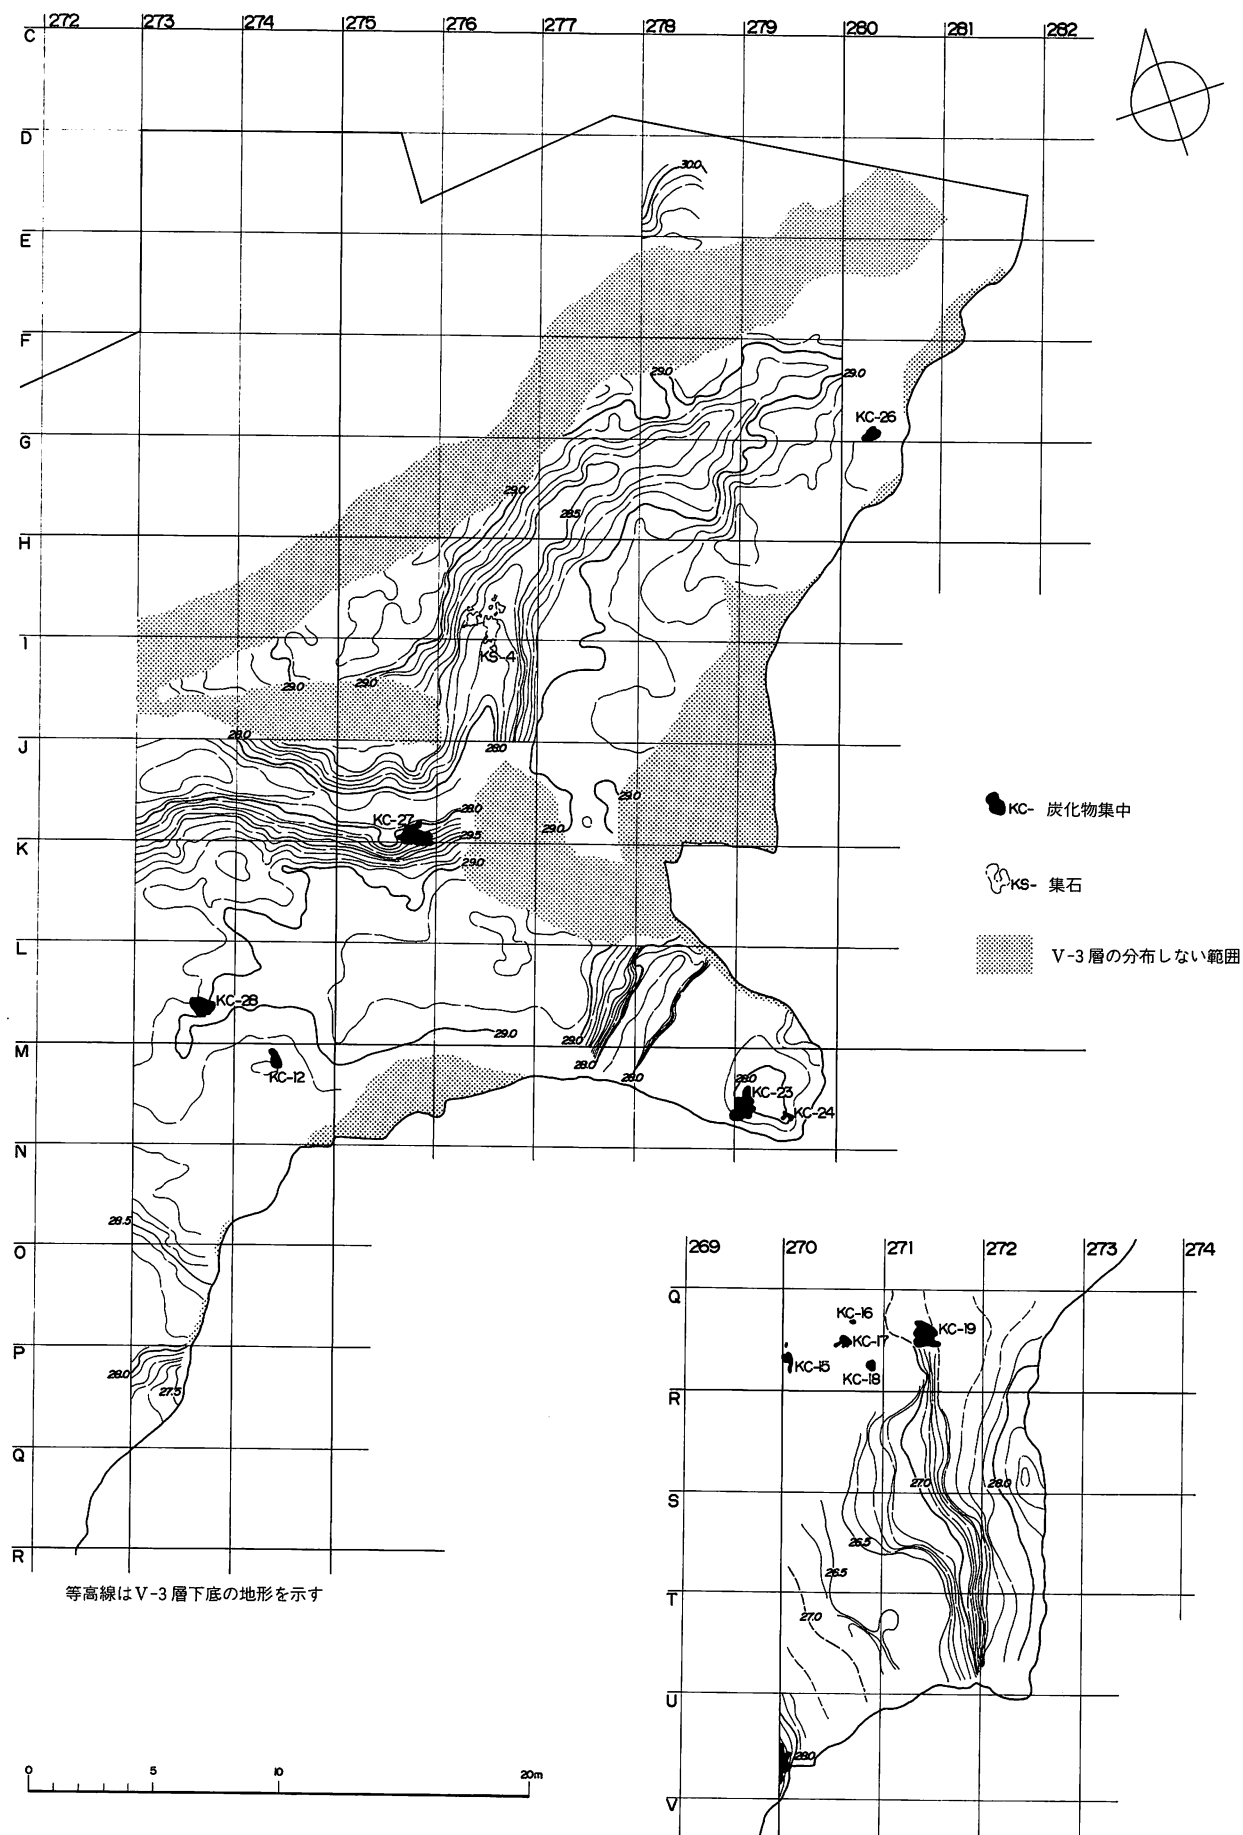 272 273 274 275 276 277 278 279 280 281 282
C
D
30.0
E
F
29.0
29.0
KC-26
G
29.0
28.5
H
I
KS-4
29.0
29.0
28.0
J
28.0
29.0
28.0
KC-27
29.0
29.5
K
29.0
KC- 炭化物集中
KS- 集石
V-3層の分布しない範囲
L
KC-28
29.0
29.0
M
28.0
28.0
KC-12
28.0
KC-23
KC-24
N
28.5
O
P
28.0
27.5
Q
R
等高線はV-3層下底の地形を示す
269 270 271 272 273 274
Q
KC-16
KC-19
KC-17
KC-15
KC-18
R
27.0
28.0
S
26.5
26.5
T
27.0
U
28.0
V
0 5 10 20m